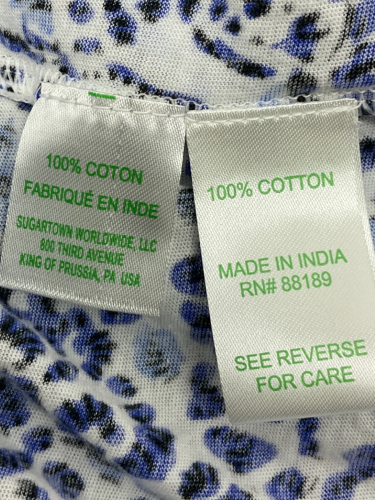 100% COTON
FABRIQUÉ EN INDE
SUGARTOWN WORLDWIDE, LLC
800 THIRD AVENUE
KING OF PRUSSIA, PA USA
100% COTTON
MADE IN INDIA
RN# 88189
SEE REVERSE
FOR CARE